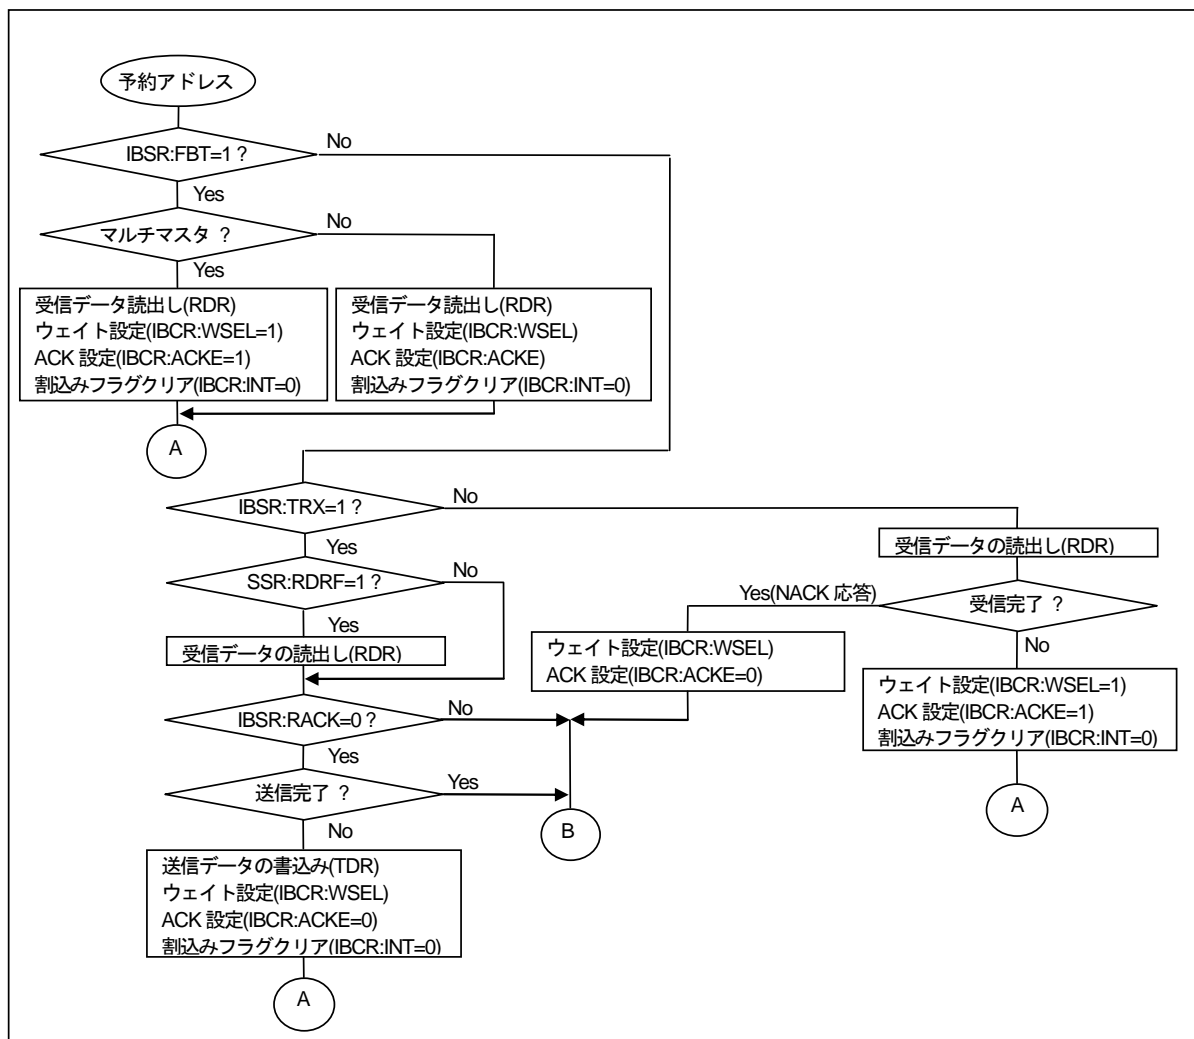 予約アドレス
IBSR:FBT=1 ?
No
Yes
マルチマスタ ?
No
Yes
受信データ読出し(RDR)
ウェイト設定(IBCR:WSEL=1)
ACK 設定(IBCR:ACKE=1)
割込みフラグクリア(IBCR:INT=0)
受信データ読出し(RDR)
ウェイト設定(IBCR:WSEL)
ACK 設定(IBCR:ACKE)
割込みフラグクリア(IBCR:INT=0)
A
IBSR:TRX=1 ?
No
Yes
受信データの読出し(RDR)
SSR:RDRF=1 ?
No
Yes
Yes(NACK 応答)
受信完了 ?
No
受信データの読出し(RDR)
ウェイト設定(IBCR:WSEL)
ACK 設定(IBCR:ACKE=0)
ウェイト設定(IBCR:WSEL=1)
ACK 設定(IBCR:ACKE=1)
割込みフラグクリア(IBCR:INT=0)
IBSR:RACK=0 ?
No
Yes
送信完了 ?
Yes
No
B
A
送信データの書込み(TDR)
ウェイト設定(IBCR:WSEL)
ACK 設定(IBCR:ACKE=0)
割込みフラグクリア(IBCR:INT=0)
A